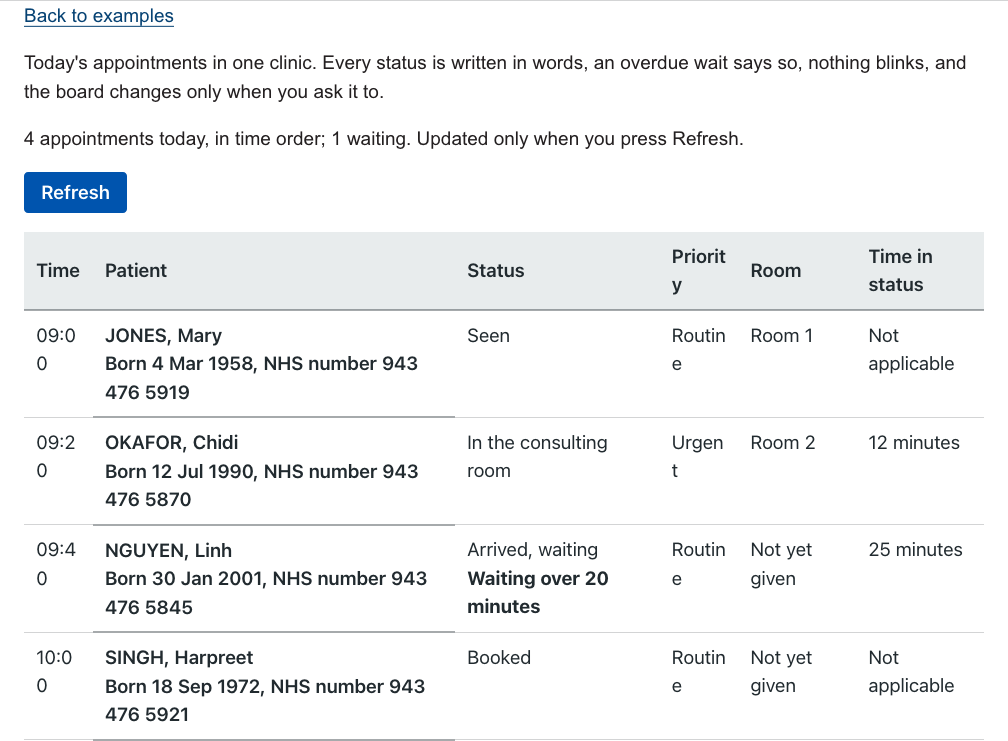 Back to examples
Today's appointments in one clinic. Every status is written in words, an overdue wait says so, nothing blinks, and
the board changes only when you ask it to.
4 appointments today, in time order; 1 waiting. Updated only when you press Refresh.
Refresh
Time Patient Status Priorit Room Time in
y status
09:0 JONES, Mary Seen Routin Room 1 Not
0 Born 4 Mar 1958, NHS number 943 e applicable
476 5919
09:2 OKAFOR, Chidi In the consulting Urgen Room 2 12 minutes
0 Born 12 Jul 1990, NHS number 943 room t
476 5870
09:4 NGUYEN, Linh Arrived, waiting Routin Not yet 25 minutes
0 Born 30 Jan 2001, NHS number 943 Waiting over 20 e given
476 5845 minutes
10:0 SINGH, Harpreet Booked Routin Not yet Not
0 Born 18 Sep 1972, NHS number 943 e given applicable
476 5921